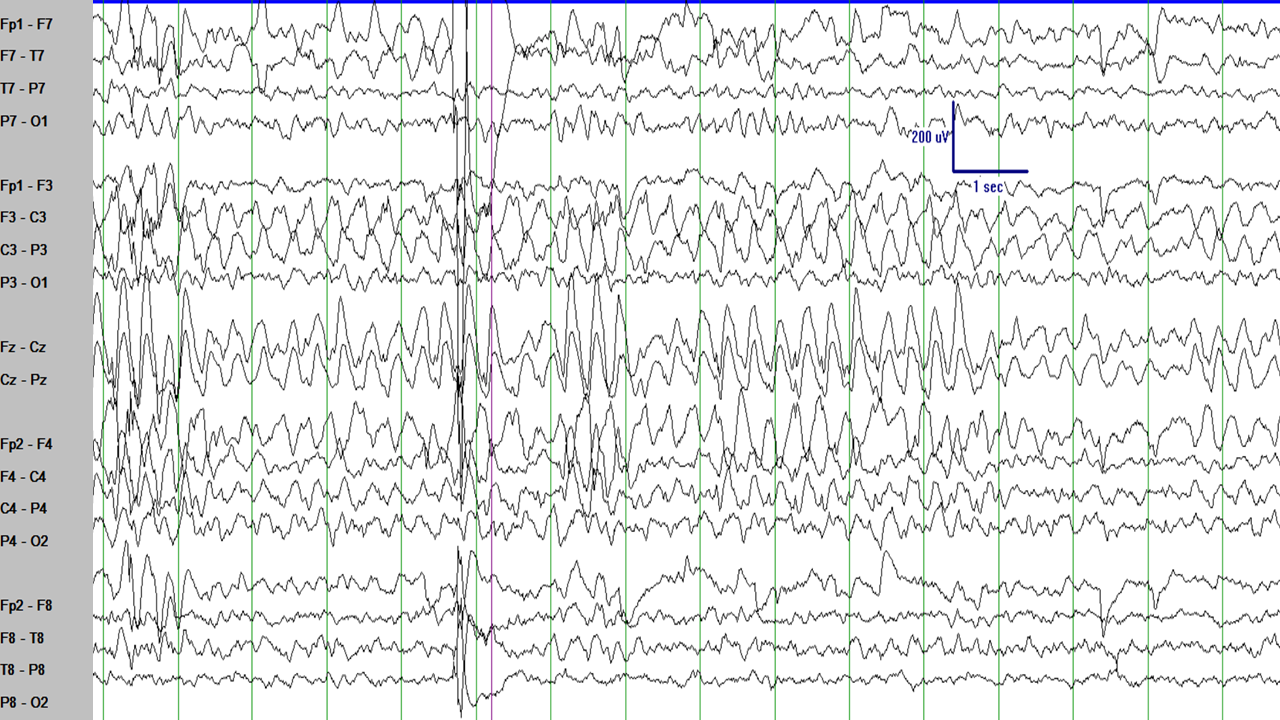 Fp1 - F7
F7 - T7
T7 - P7
P7 - O1
200 uV
1 sec
Fp1 - F3
F3 - C3
C3 - P3
P3 - O1
Fz - Cz
Cz - Pz
Fp2 - F4
F4 - C4
C4 - P4
P4 - O2
Fp2 - F8
F8 - T8
T8 - P8
P8 - O2